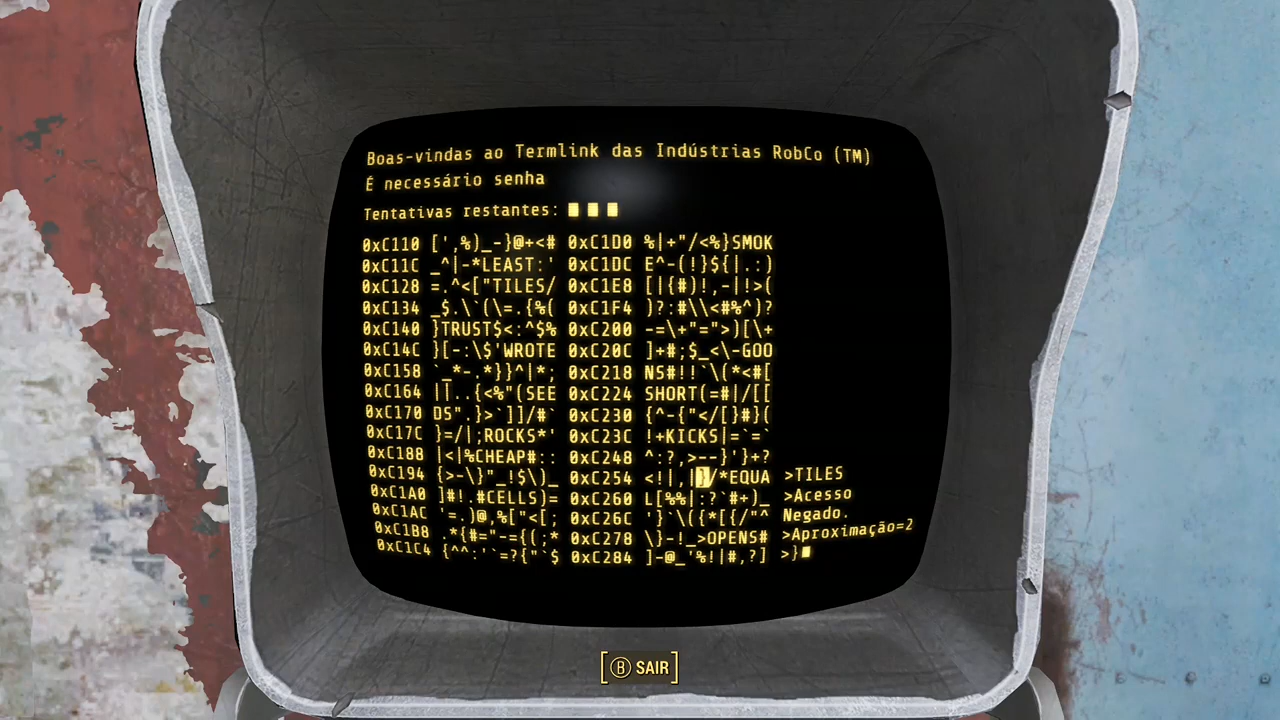 Boas-vindas ao Termlink das Indústrias RobCo (TM)
É necessário senha
Tentativas restantes: ■ ■ ■
0xC110 [',%)_-}@+<# 0xC1D0 %|+"/<%}SMOK
0xC11C _^|-*LEAST:' 0xC1DC E^-(!}${|.:)
0xC128 =.^<["TILES/ 0xC1E8 [|{#)!,-|!>(
0xC134 _$.\`(\=.{%( 0xC1F4 )?:#\\<#%^)?
0xC140 }TRUST$<:^$% 0xC200 -=\+"=">)[\+
0xC14C }[-:\$'WROTE 0xC20C ]+#;$_<\-GOO
0xC158 `_*-.*}}^|*; 0xC218 NS#!!`\(*<#[
0xC164 ||..{<%"(SEE 0xC224 SHORT(=#|/[[
0xC170 DS".}>`]]/#` 0xC230 {^-{"</[}#}(
0xC17C }=/|;ROCKS*' 0xC23C !+KICKS|=`=`
0xC188 |<|%CHEAP#:: 0xC248 ^:?,>--}'}+?
0xC194 {>-\}"_!$\)_ 0xC254 <!|,|}/*EQUA >TILES
0xC1A0 ]#!.#CELLS)= 0xC260 L[%%|:?`#+)_ >Acesso
0xC1AC '=.)@,%["<[; 0xC26C '}`\({*[{/"^ Negado.
0xC1B8 .*{#="-={(;* 0xC278 \}-!_>OPENS# >Aproximação=2
0xC1C4 {^^:'`=?{"`$ 0xC284 ]-@_'%!|#,?] >}■
Ⓑ SAIR